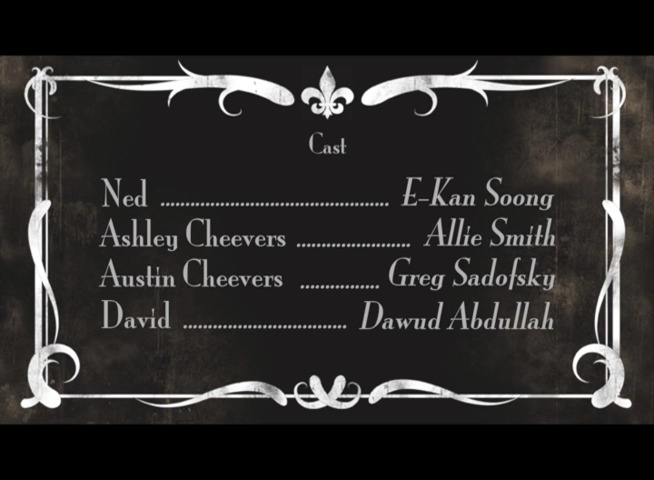 Cast
Ned ........................................ E-Kan Soong
Ashley Cheevers .................... Allie Smith
Austin Cheevers .............. Greg Sadofsky
David ............................. Dawud Abdullah